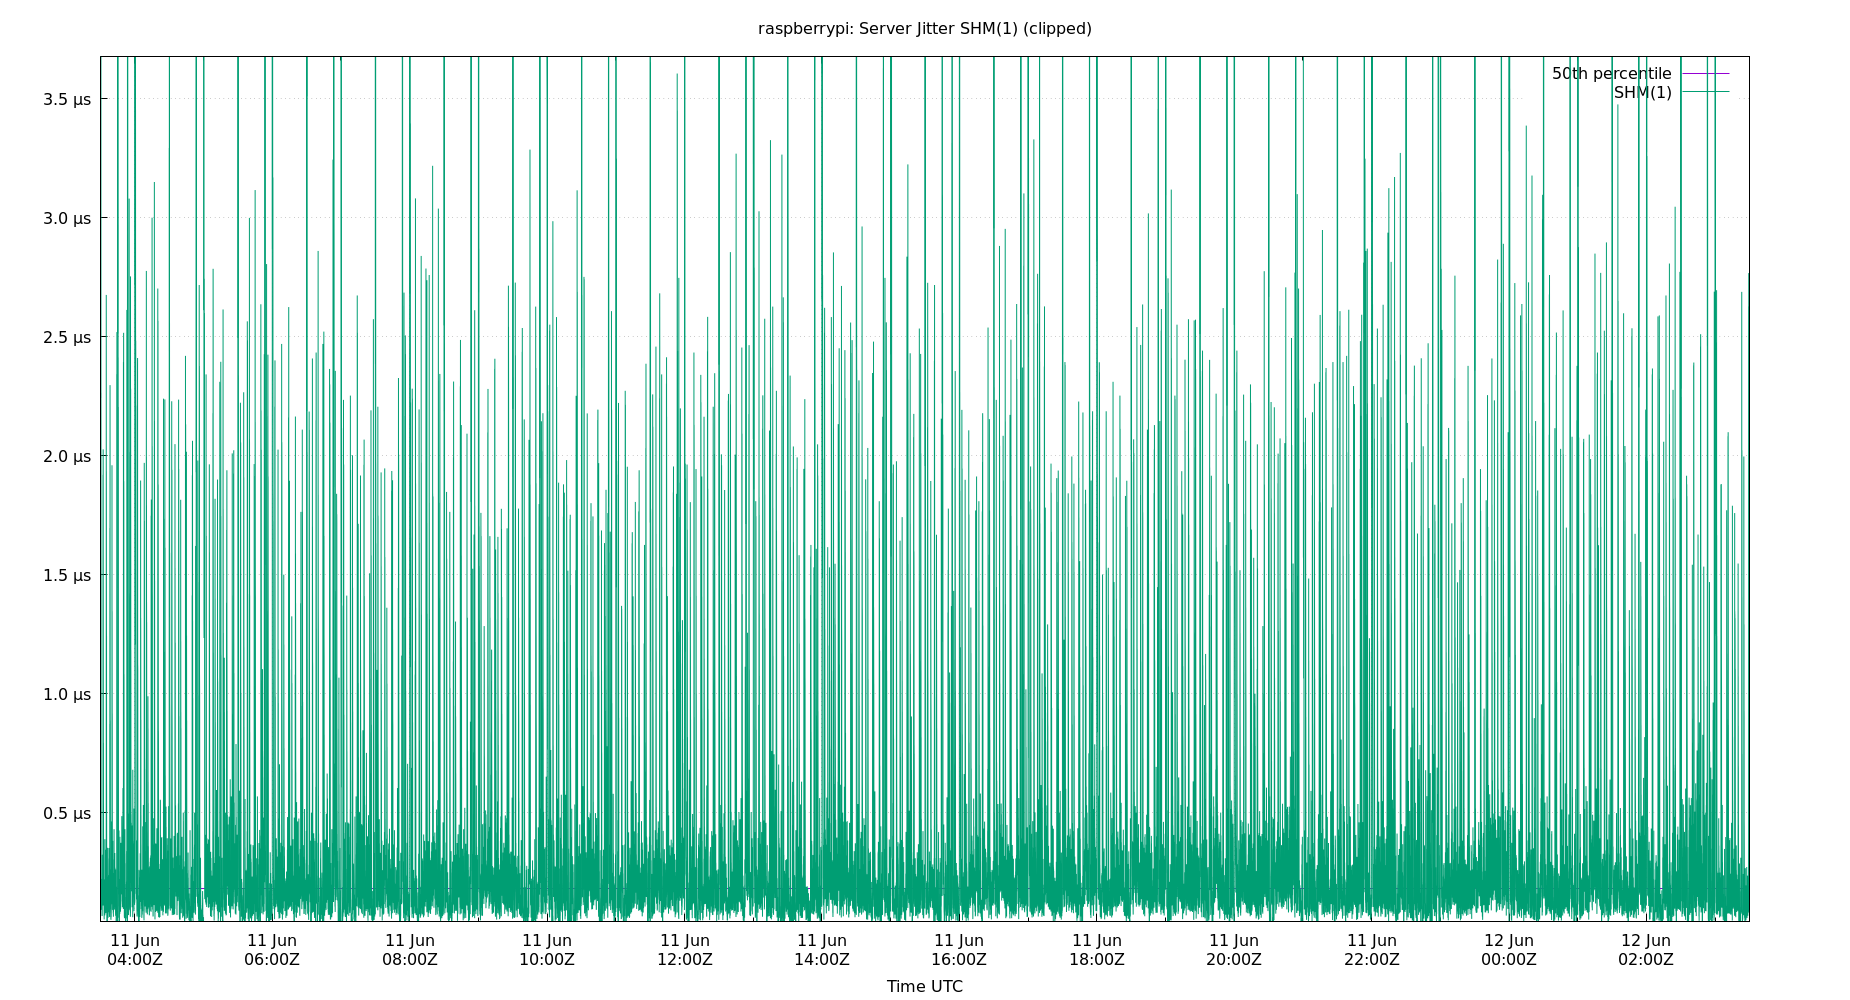 raspberrypi: Server Jitter SHM(1) (clipped)
50th percentile
SHM(1)
3.5 µs
3.0 µs
2.5 µs
2.0 µs
1.5 µs
1.0 µs
0.5 µs
11 Jun 11 Jun 11 Jun 11 Jun 11 Jun 11 Jun 11 Jun 11 Jun 11 Jun 11 Jun 12 Jun 12 Jun
04:00Z 06:00Z 08:00Z 10:00Z 12:00Z 14:00Z 16:00Z 18:00Z 20:00Z 22:00Z 00:00Z 02:00Z
Time UTC